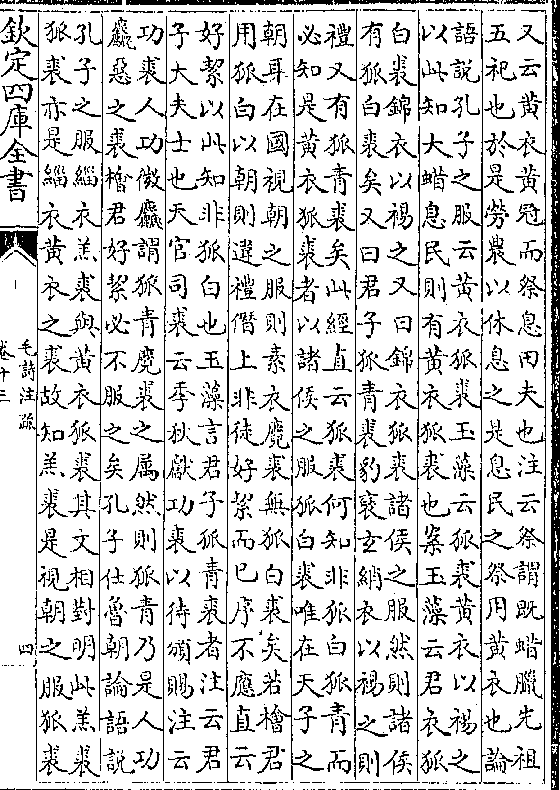 又云黄衣黄冠而祭息田夫也注云祭謂既蜡臘先祖
五祀也於是勞農以休息之是息民之祭用黄衣也論
語說孔子之服云黄衣狐裘玉藻云狐裘黄衣以裼之
以此知大蜡息民則有黄衣狐裘也案玉藻云君衣狐
白裘錦衣以裼之又曰錦衣狐裘諸侯之服然則諸侯
有狐白裘矣又曰君子狐青裘豹褎玄綃衣以裼之則
禮又有狐青裘矣此經直云狐裘何知非狐白狐青而
必知是黄衣狐裘者以諸侯之服狐白裘唯在天子之
朝耳在國視朝之服則素衣麑裘無狐白裘矣若檜君
用狐白以朝則違禮僭上非徒好絜而已序不應直云
好絜以此知非狐白也玉藻言君子狐青裘者注云君
子大夫士也天官司裘云季秋獻功裘以待頒賜注云
功裘人功微麤謂狐青麑裘之属然則狐青乃是人功
麤惡之裘檜君好絜必不服之矣孔子仕魯朝論語說
孔子之服緇衣羔裘與黄衣狐裘其文相對明此羔裘
狐裘亦是緇衣黄衣之裘故知羔裘是視朝之服狐裘
欽定四庫全書
毛詩注疏
卷十三
四